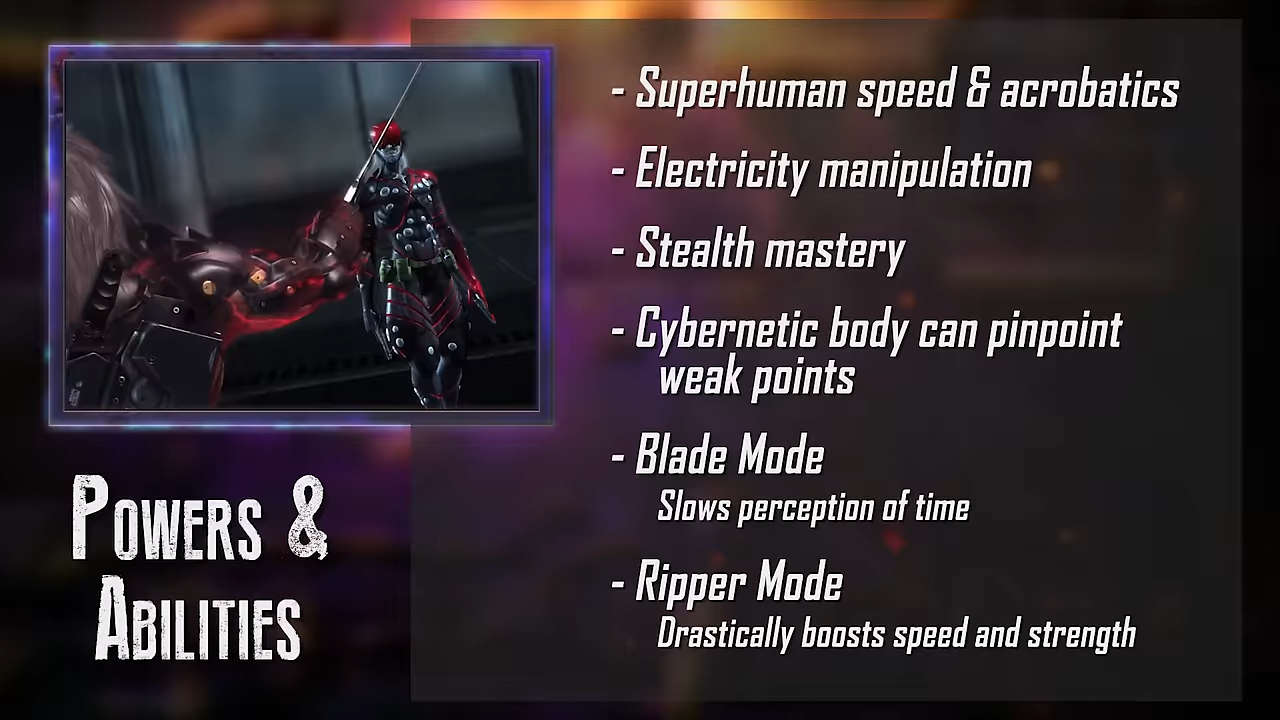 - Superhuman speed & acrobatics
- Electricity manipulation
- Stealth mastery
- Cybernetic body can pinpoint
weak points
- Blade Mode
Slows perception of time
- Ripper Mode
Drastically boosts speed and strength
Powers &
Abilities